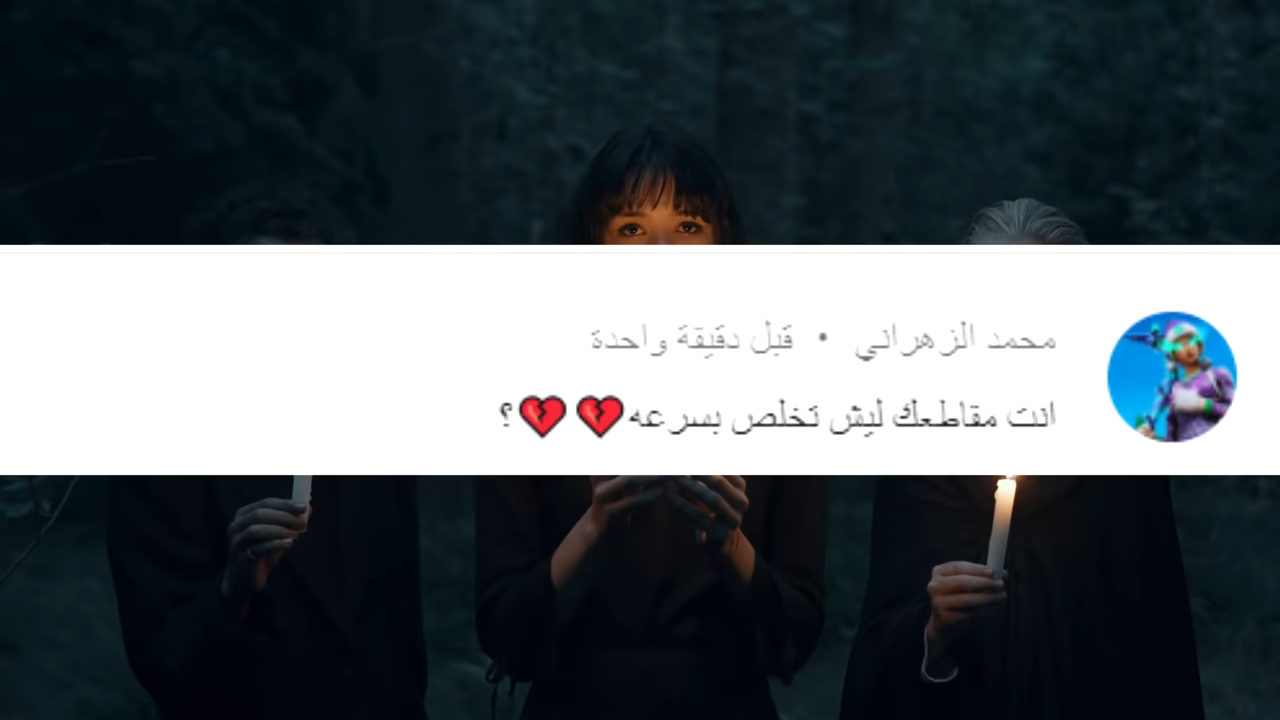 محمد الزهراني • قبل دقيقة واحدة
انت مقاطعك ليش تخلص بسرعه💔 💔؟